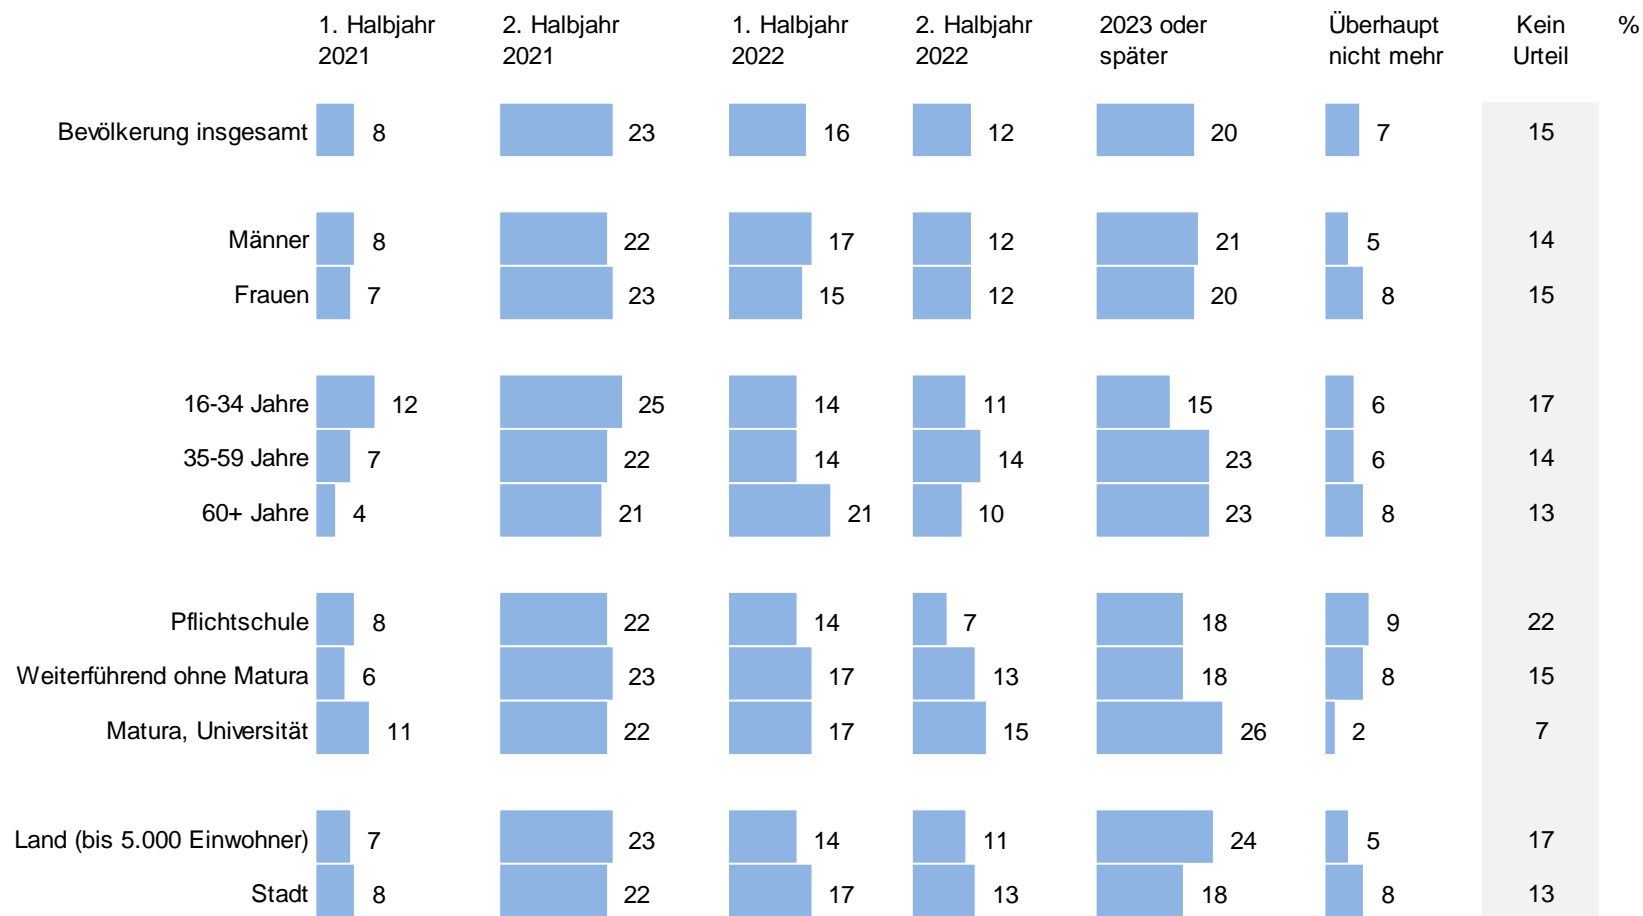 1. Halbjahr 2021
2. Halbjahr 2021
1. Halbjahr 2022
2. Halbjahr 2022
2023 oder später
Überhaupt nicht mehr
Kein Urteil
%
Bevölkerung insgesamt 8 23 16 12 20 7 15
Männer 8 22 17 12 21 5 14
Frauen 7 23 15 12 20 8 15
16-34 Jahre 12 25 14 11 15 6 17
35-59 Jahre 7 22 14 14 23 6 14
60+ Jahre 4 21 21 10 23 8 13
Pflichtschule 8 22 14 7 18 9 22
Weiterführend ohne Matura 6 23 17 13 18 8 15
Matura, Universität 11 22 17 15 26 2 7
Land (bis 5.000 Einwohner) 7 23 14 11 24 5 17
Stadt 8 22 17 13 18 8 13